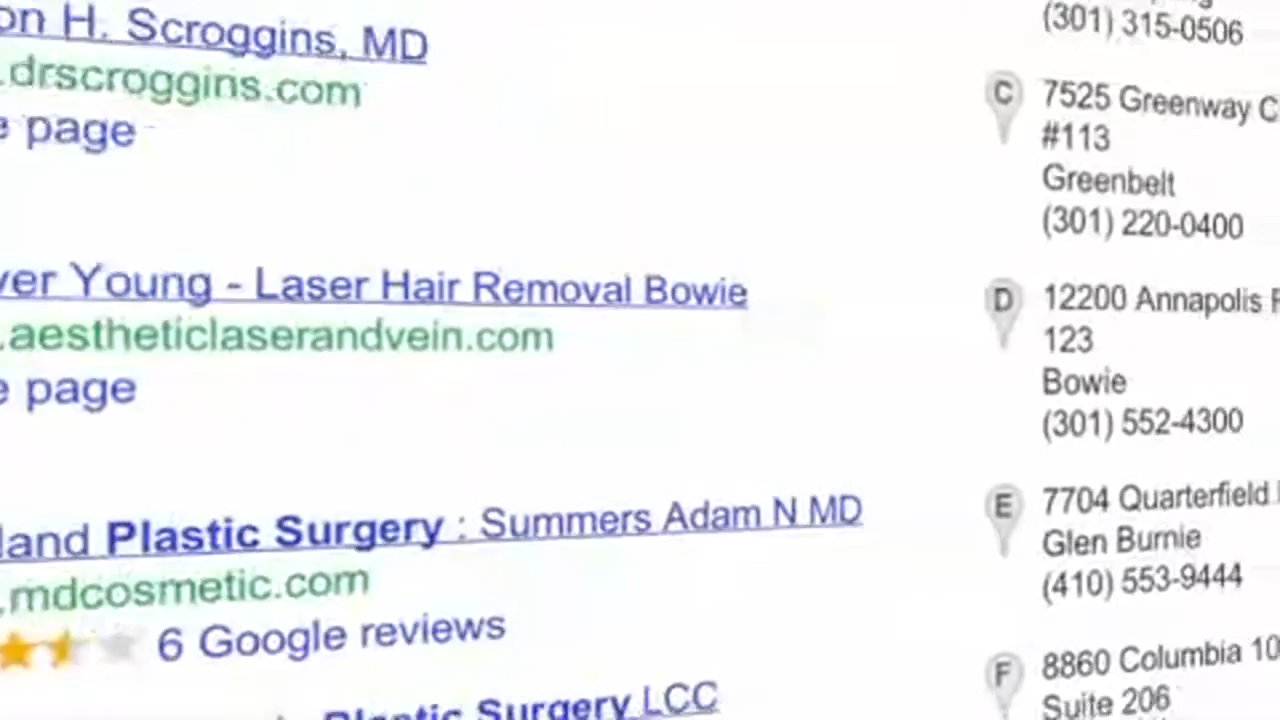 on H. Scroggins, MD
.drscroggins.com
e page
ver Young - Laser Hair Removal Bowie
.aestheticlaserandvein.com
e page
land Plastic Surgery : Summers Adam N MD
.mdcosmetic.com
6 Google reviews
Plastic Surgery LCC
(301) 315-0506
C 7525 Greenway C
#113
Greenbelt
(301) 220-0400
D 12200 Annapolis
123
Bowie
(301) 552-4300
E 7704 Quarterfield
Glen Burnie
(410) 553-9444
F 8860 Columbia 10
Suite 206